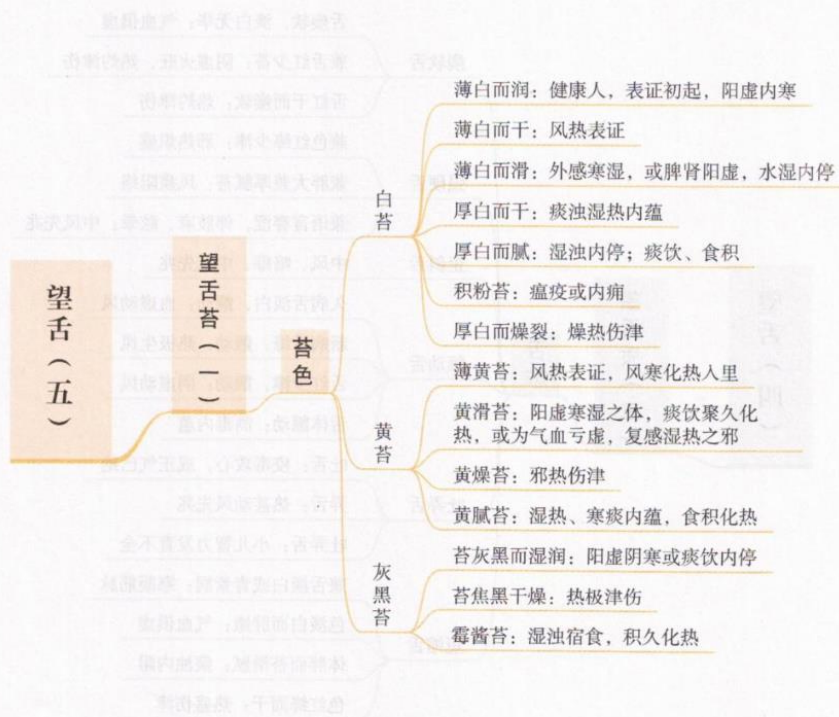 望舌（五）
望舌苔（二）
苔色
白苔
薄白而润：健康人，表证初起，阳虚内寒
薄白而干：风热表证
薄白而滑：外感寒湿，或脾肾阳虚，水湿内停
厚白而干：痰浊湿热内蕴
厚白而腻：湿浊内停；痰饮、食积
积粉苔：瘟疫或内痈
厚白而燥裂：燥热伤津
黄苔
薄黄苔：风热表证，风寒化热入里
黄滑苔：阳虚寒湿之体，痰饮聚久化
热，或为气血亏虚，复感湿热之邪
黄燥苔：邪热伤津
黄腻苔：湿热、寒痰内蕴，食积化热
灰黑苔
苔灰黑而湿润：阳虚阴寒或痰饮内停
苔焦黑干燥：热极津伤
霉酱苔：湿浊宿食，积久化热